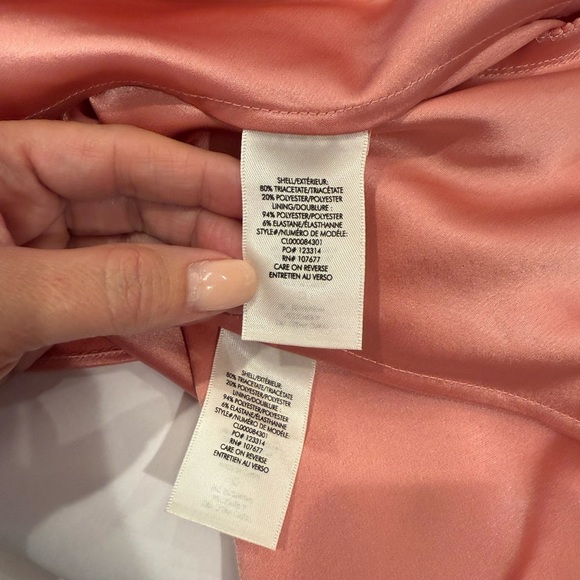 SHELL/EXTÉRIEUR:
80% TRIACETATE/TRIACÉTATE
20% POLYESTER/POLYESTER
LINING/DOUBLURE :
94% POLYESTER/POLYESTER
6% ELASTANE/ÉLASTHANNE
STYLE#/NUMÉRO DE MODÈLE:
CL000084301
PO# 123314
RN# 107677
CARE ON REVERSE
ENTRETIEN AU VERSO
SHELL/EXTÉRIEUR:
80% TRIACETATE/TRIACÉTATE
20% POLYESTER/POLYESTER
LINING/DOUBLURE :
94% POLYESTER/POLYESTER
6% ELASTANE/ÉLASTHANNE
STYLE#/NUMÉRO DE MODÈLE:
CL000084301
PO# 123314
RN# 107677
CARE ON REVERSE
ENTRETIEN AU VERSO